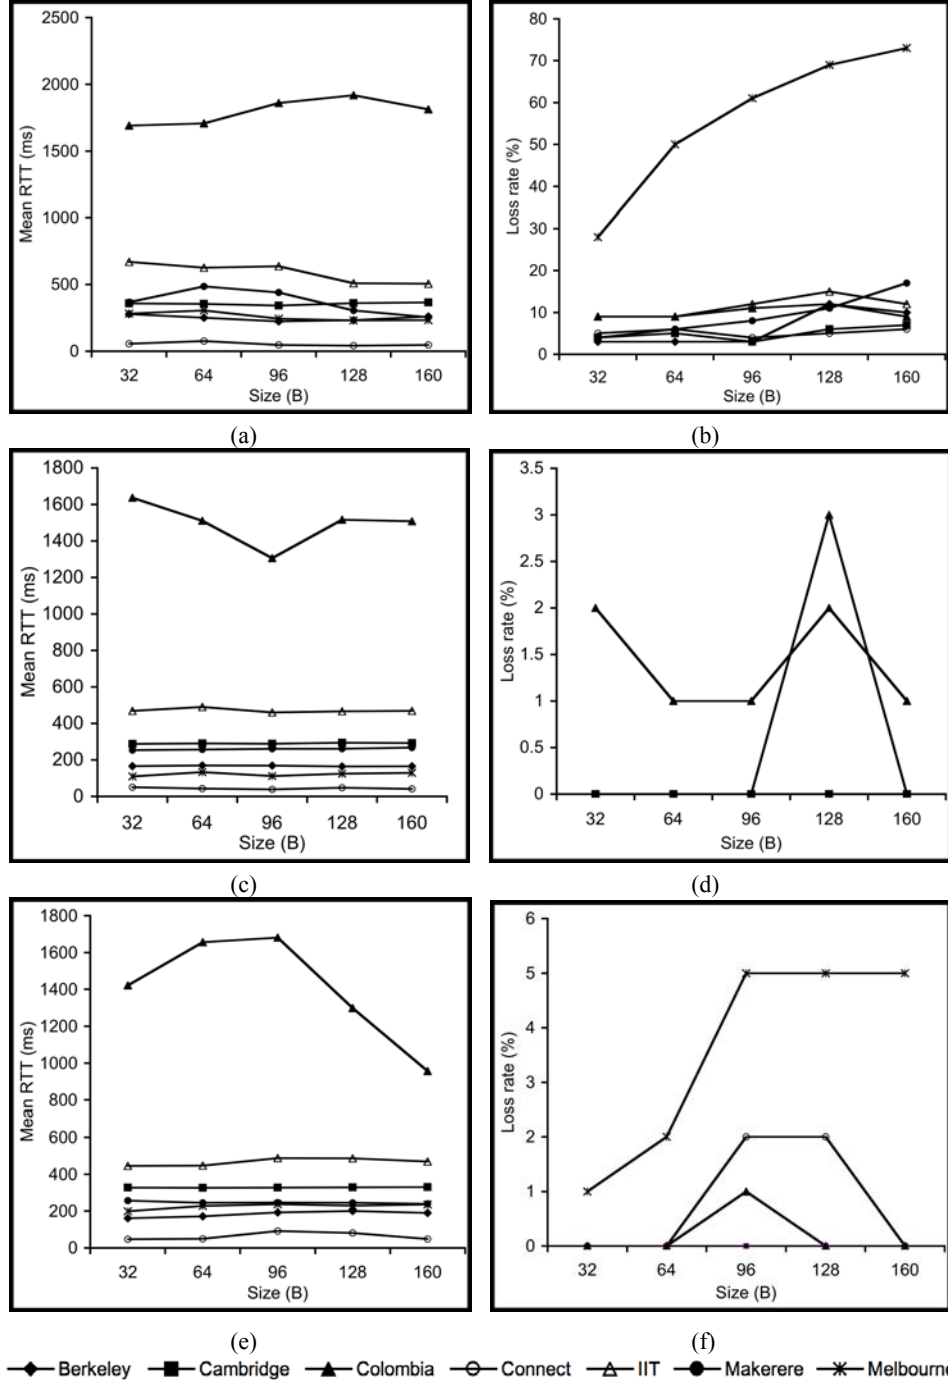 2500
2000
1500
1000
500
0
Mean RTT (ms)
32 64 96 128 160
Size (B)
(a)
80
70
60
50
40
30
20
10
0
Loss rate (%)
32 64 96 128 160
Size (B)
(b)
1800
1600
1400
1200
1000
800
600
400
200
0
Mean RTT (ms)
32 64 96 128 160
Size (B)
(c)
3.5
3
2.5
2
1.5
1
0.5
0
Loss rate (%)
32 64 96 128 160
Size (B)
(d)
1800
1600
1400
1200
1000
800
600
400
200
0
Mean RTT (ms)
32 64 96 128 160
Size (B)
(e)
6
5
4
3
2
1
0
Loss rate (%)
32 64 96 128 160
Size (B)
(f)
Berkeley Cambridge Colombia Connect IIT Makerere Melbourne